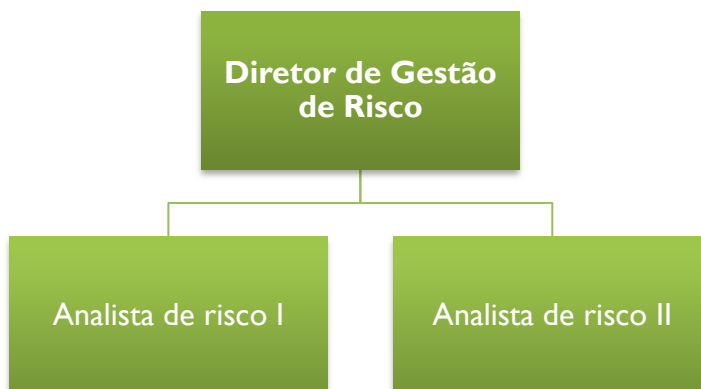 Diretor de Gestão
de Risco
Analista de risco I
Analista de risco II